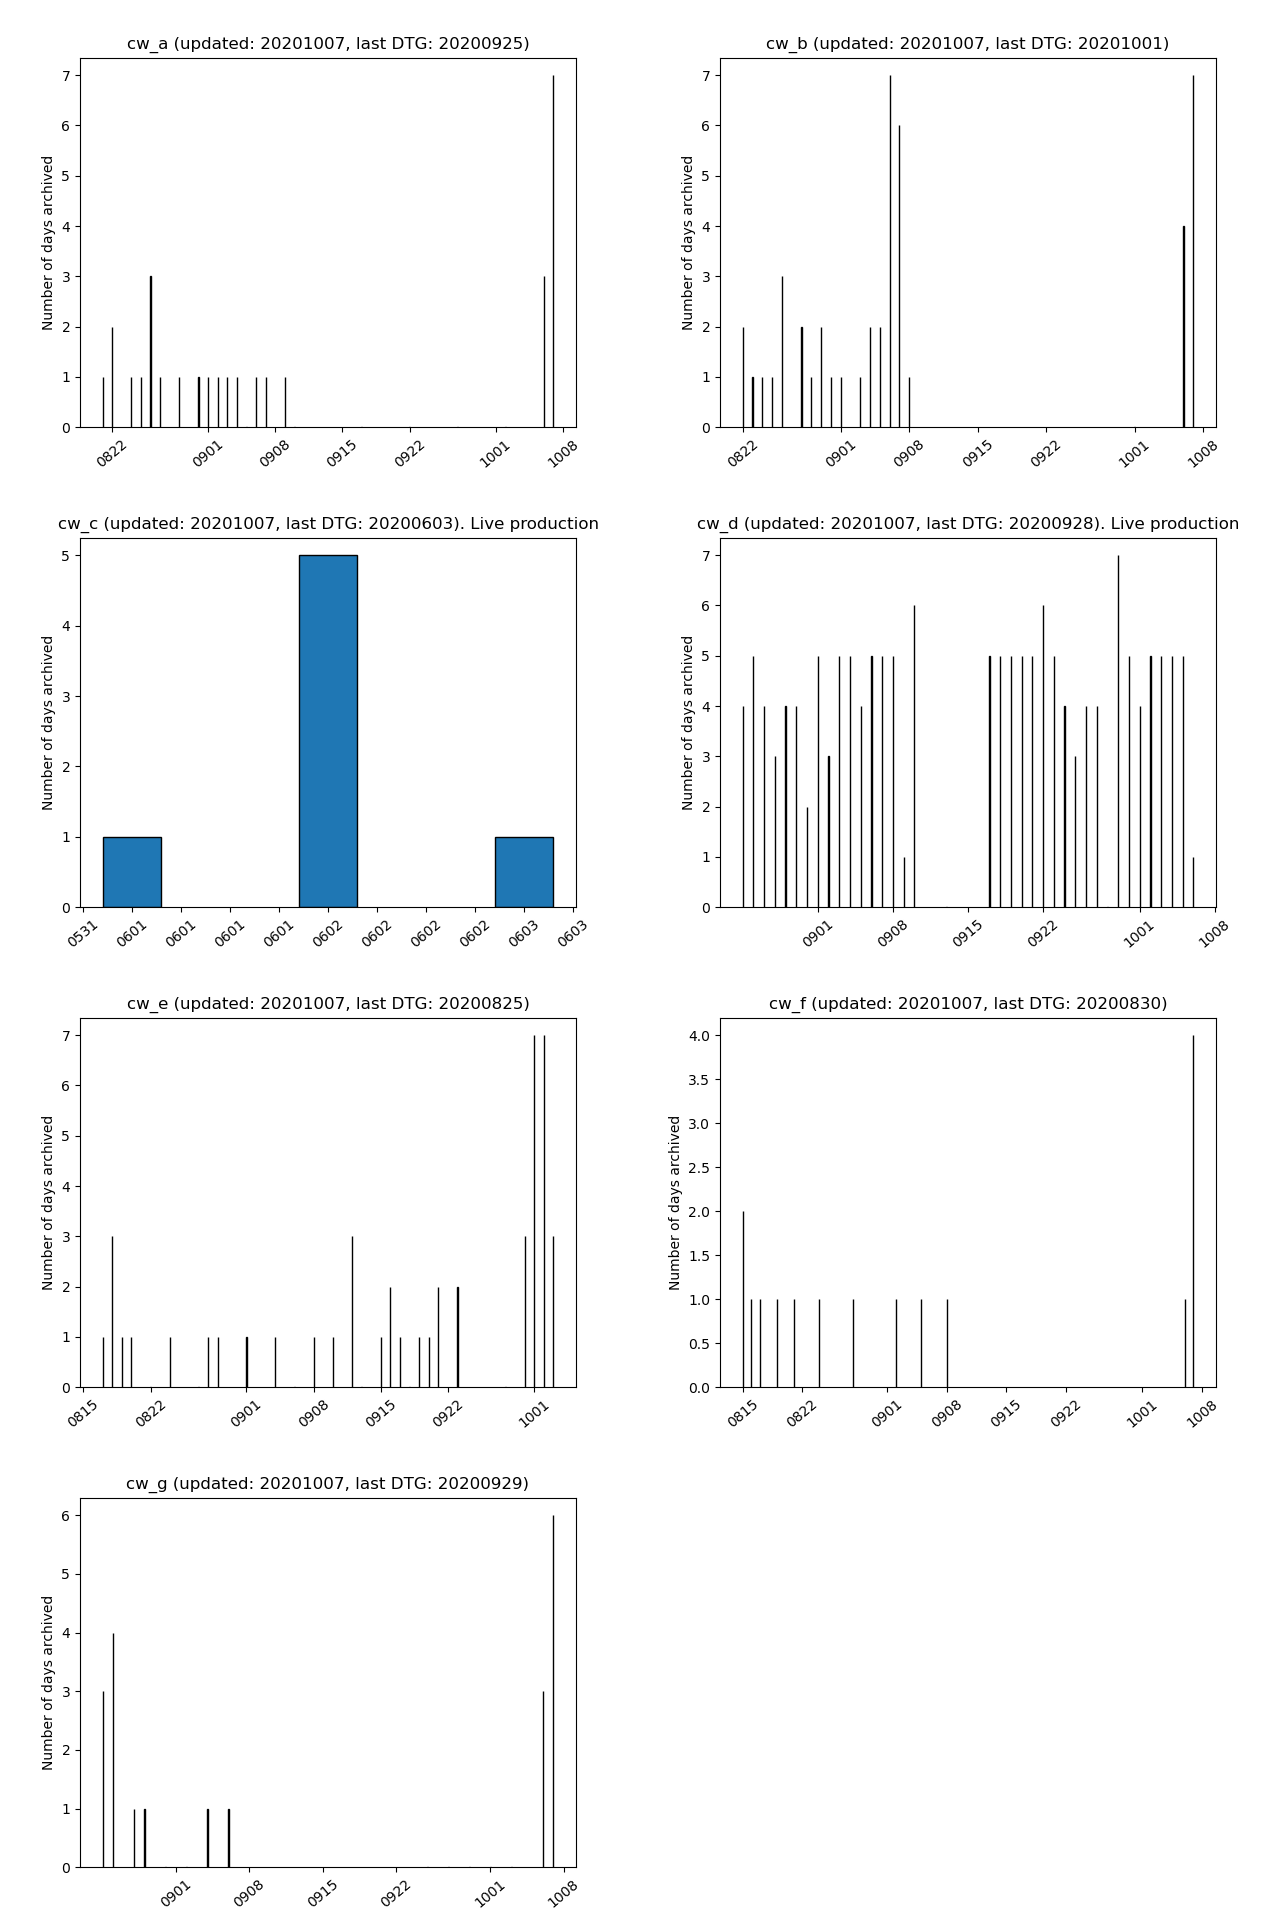 cw_a (updated: 20201007, last DTG: 20200925)
Number of days archived
7
6
5
4
3
2
1
0
0822 0901 0908 0915 0922 1001 1008
cw_b (updated: 20201007, last DTG: 20201001)
Number of days archived
7
6
5
4
3
2
1
0
0822 0901 0908 0915 0922 1001 1008
cw_c (updated: 20201007, last DTG: 20200603). Live production
Number of days archived
5
4
3
2
1
0
0531 0601 0601 0601 0601 0602 0602 0602 0602 0603 0603
cw_d (updated: 20201007, last DTG: 20200928). Live production
Number of days archived
7
6
5
4
3
2
1
0
0901 0908 0915 0922 1001 1008
cw_e (updated: 20201007, last DTG: 20200825)
Number of days archived
7
6
5
4
3
2
1
0
0815 0822 0901 0908 0915 0922 1001
cw_f (updated: 20201007, last DTG: 20200830)
Number of days archived
4.0
3.5
3.0
2.5
2.0
1.5
1.0
0.5
0.0
0815 0822 0901 0908 0915 0922 1001 1008
cw_g (updated: 20201007, last DTG: 20200929)
Number of days archived
6
5
4
3
2
1
0
0901 0908 0915 0922 1001 1008